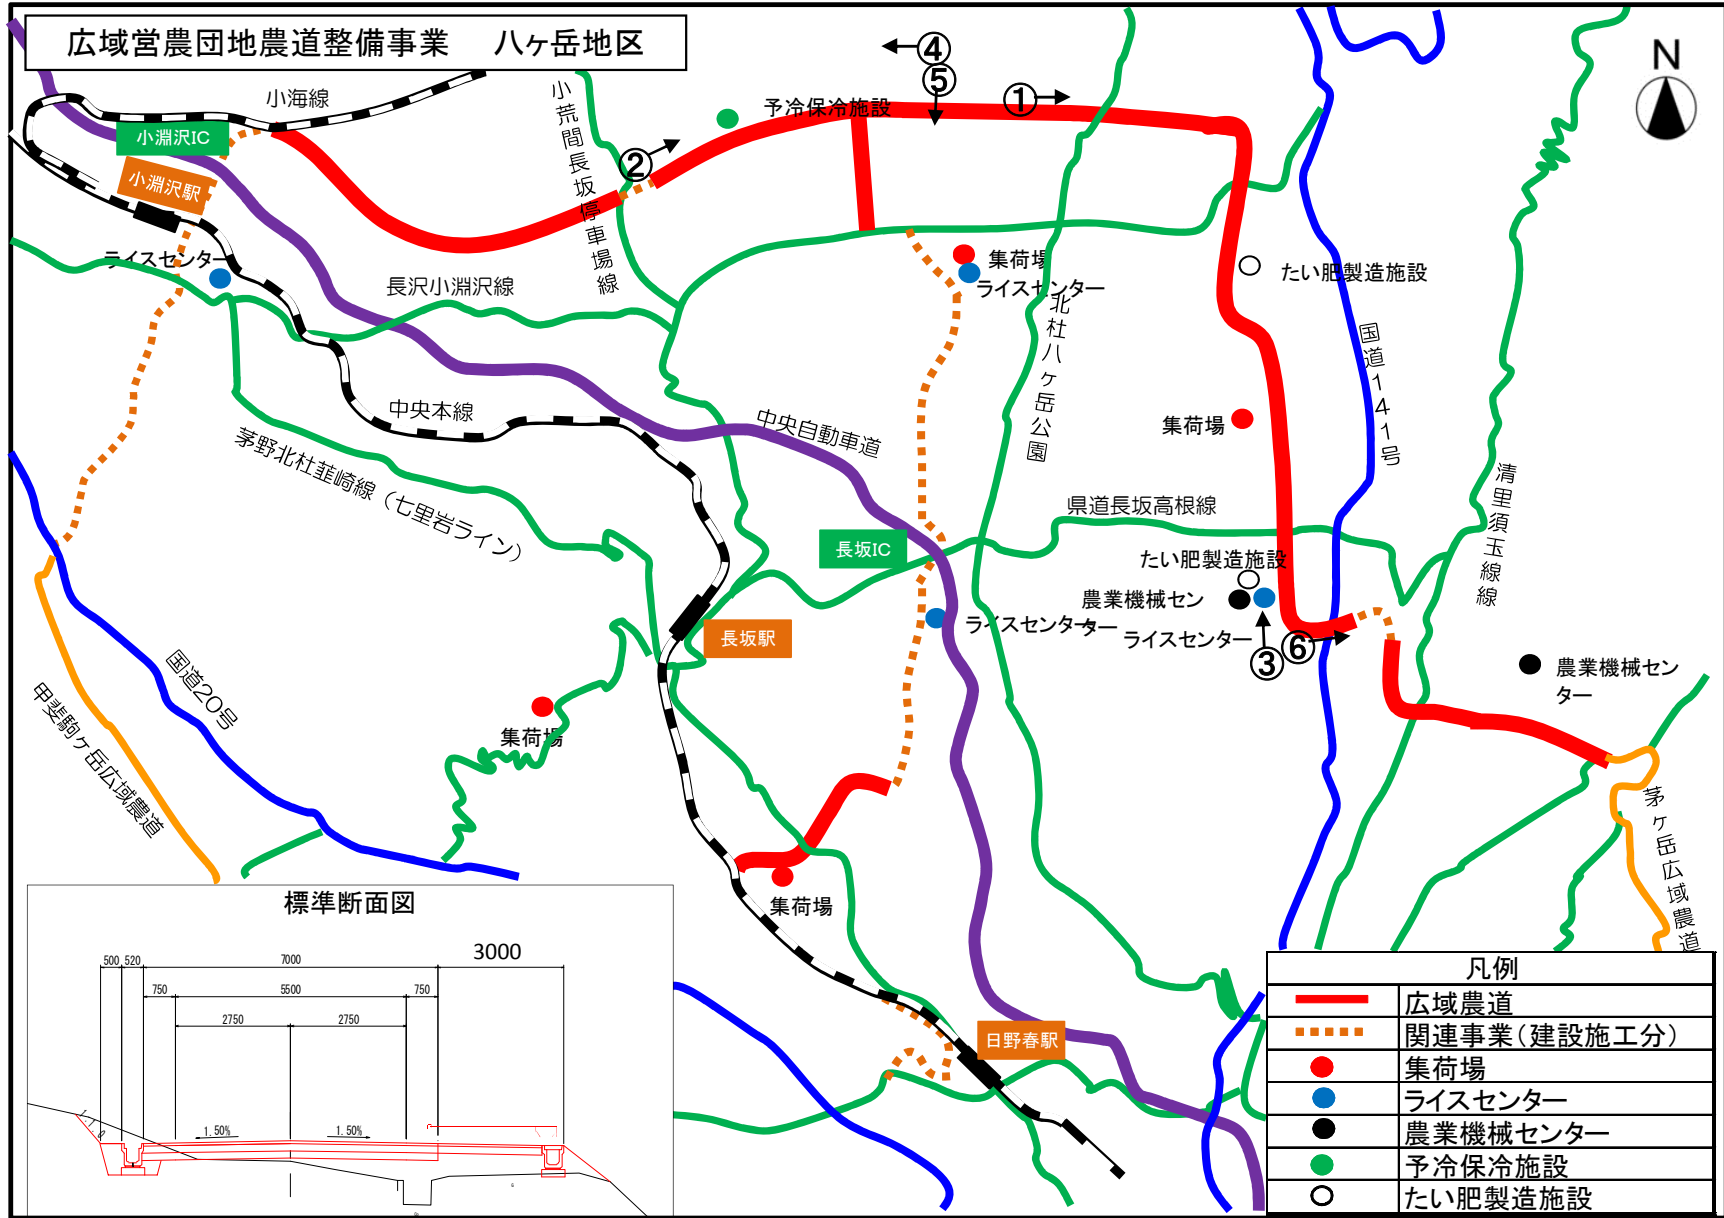 広域営農団地農道整備事業　八ヶ岳地区
N
④
⑤
①
②
小海線
小淵沢IC
小淵沢駅
小荒間長坂停車場線
予冷保冷施設
ライスセンター
長沢小淵沢線
集荷場
ライスセンター
北杜八ヶ岳公園
たい肥製造施設
国道141号
中央本線
茅野北杜韮崎線（七里岩ライン）
中央自動車道
集荷場
清里須玉線線
県道長坂高根線
長坂IC
たい肥製造施設
農業機械センター
ライスセンター
③
⑥
ライスセンター
長坂駅
農業機械セン
ター
国道20号
甲斐駒ヶ岳広域農道
集荷場
茅ヶ岳広域農道
集荷場
日野春駅
標準断面図
500 520 7000 3000
750 5500 750
2750 2750
1.50% 1.50%
凡例
広域農道
関連事業（建設施工分）
集荷場
ライスセンター
農業機械センター
予冷保冷施設
たい肥製造施設